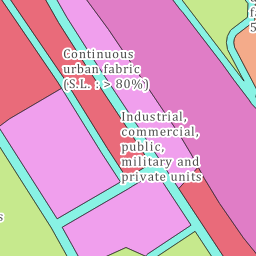 Continuous
urban fabric
(S.L. : > 80%)
Industrial,
commercial,
public,
military and
private units